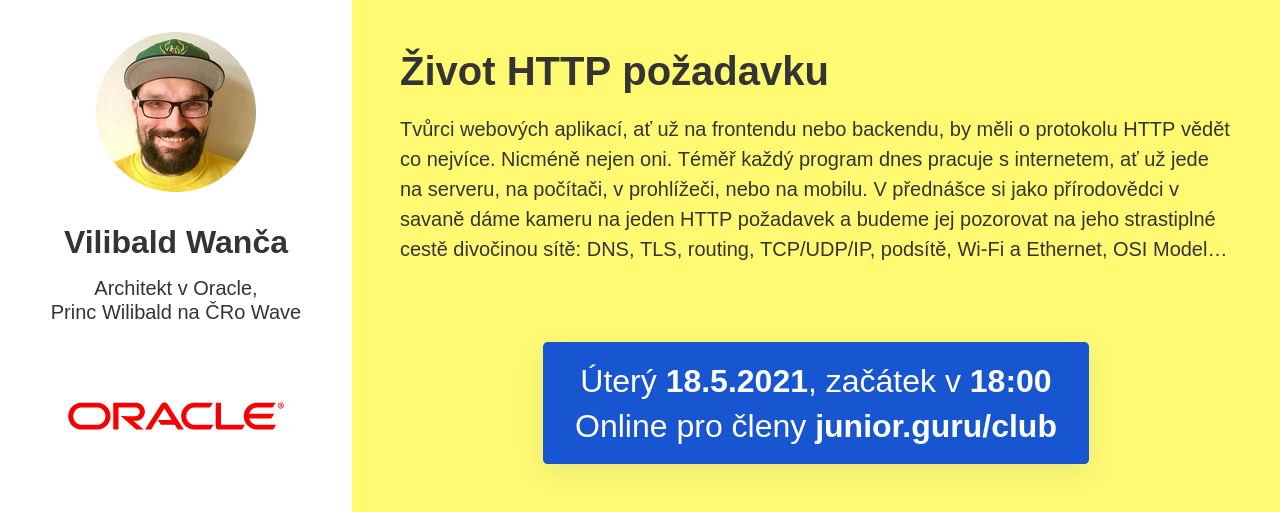 Vilibald Wanča
Architekt v Oracle,
Princ Wilibald na ČRo Wave
ORACLE®
Život HTTP požadavku
Tvůrci webových aplikací, ať už na frontendu nebo backendu, by měli o protokolu HTTP vědět
co nejvíce. Nicméně nejen oni. Téměř každý program dnes pracuje s internetem, ať už jede
na serveru, na počítači, v prohlížeči, nebo na mobilu. V přednášce si jako přírodovědci v
savaně dáme kameru na jeden HTTP požadavek a budeme jej pozorovat na jeho strastiplné
cestě divočinou sítě: DNS, TLS, routing, TCP/UDP/IP, podsítě, Wi-Fi a Ethernet, OSI Model…
Úterý 18.5.2021, začátek v 18:00
Online pro členy junior.guru/club